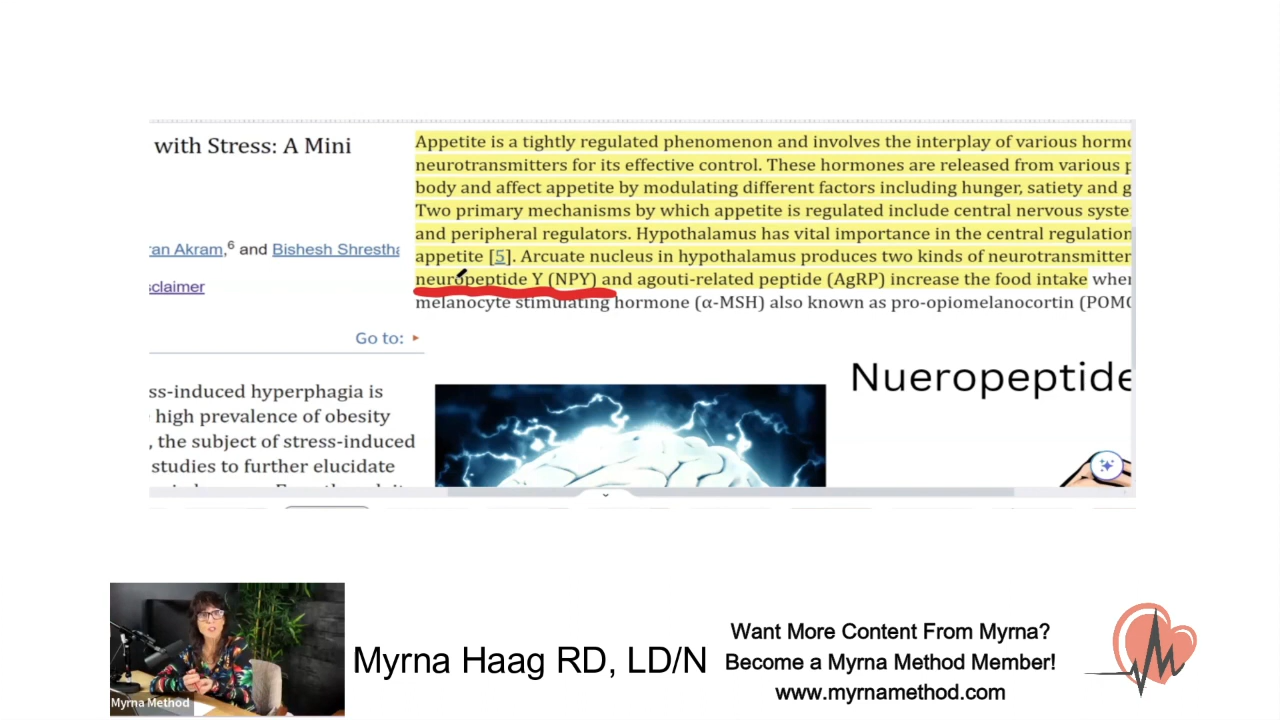 with Stress: A Mini
ran Akram,6 and Bishesh Shrestha
sclaimer
Go to:
ss-induced hyperphagia is
high prevalence of obesity
, the subject of stress-induced
studies to further elucidate
Appetite is a tightly regulated phenomenon and involves the interplay of various hormo
neurotransmitters for its effective control. These hormones are released from various p
body and affect appetite by modulating different factors including hunger, satiety and g
Two primary mechanisms by which appetite is regulated include central nervous syste
and peripheral regulators. Hypothalamus has vital importance in the central regulation
appetite [5]. Arcuate nucleus in hypothalamus produces two kinds of neurotransmitter
neuropeptide Y (NPY) and agouti-related peptide (AgRP) increase the food intake wher
melanocyte stimulating hormone (α-MSH) also known as pro-opiomelanocortin (POMC
Nueropeptide
Myrna Method
Myrna Haag RD, LD/N
Want More Content From Myrna?
Become a Myrna Method Member!
www.myrnamethod.com